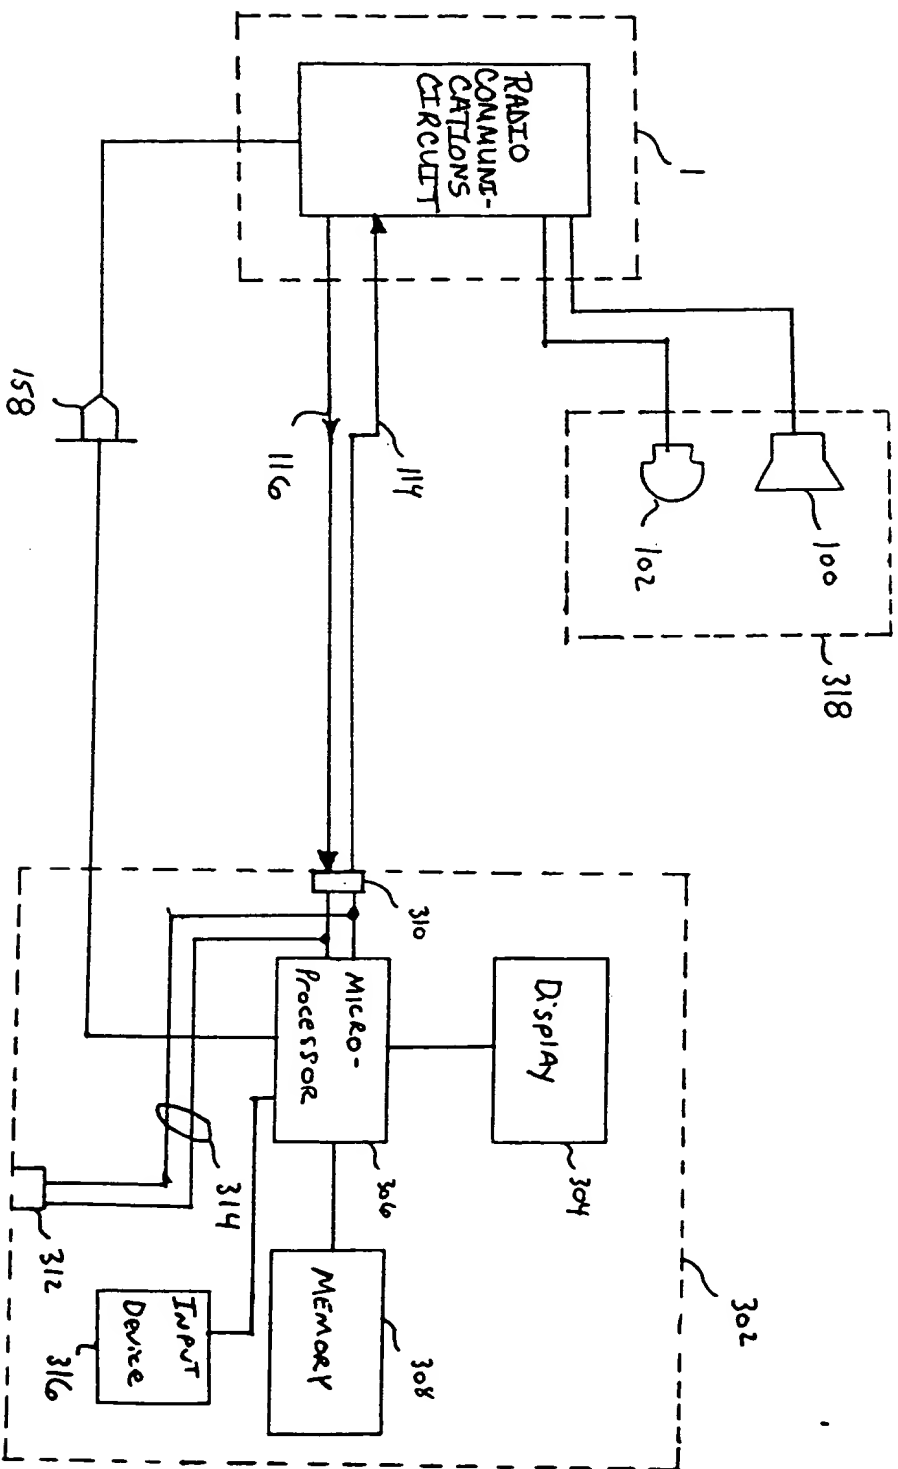 RADIO
COMMUNI-
CATIONS
CIRCUIT
1
100
102
318
114
116
158
310
Display
304
MICRO-
Processor
306
MEMORY
308
302
314
312
INPUT
Device
316